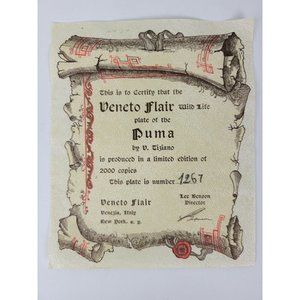 This is to Certify that the
Veneto Flair Wild Life
plate of the
Puma
by V. Tiziano
is produced in a limited edition of
2000 copies
This plate is number 1267
Lee Benson
Director
Veneto Flair
Venezia, Italy
New York. n. y.